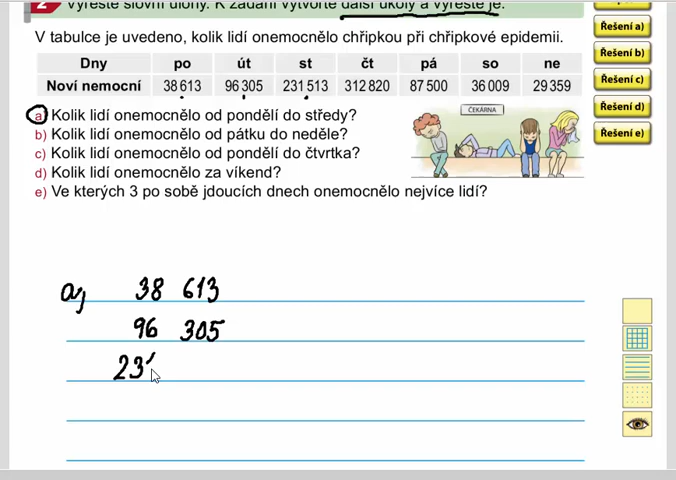 2 Vyřešte slovní úlohy. K zadání vytvořte další úkoly a vyřešte je.
V tabulce je uvedeno, kolik lidí onemocnělo chřipkou při chřipkové epidemii.
Dny po út st čt pá so ne
Noví nemocní 38 613 96 305 231 513 312 820 87 500 36 009 29 359
a) Kolik lidí onemocnělo od pondělí do středy?
b) Kolik lidí onemocnělo od pátku do neděle?
c) Kolik lidí onemocnělo od pondělí do čtvrtka?
d) Kolik lidí onemocnělo za víkend?
e) Ve kterých 3 po sobě jdoucích dnech onemocnělo nejvíce lidí?
ČEKÁRNA
Řešení a)
Řešení b)
Řešení c)
Řešení d)
Řešení e)
a) 38 613
96 305
23